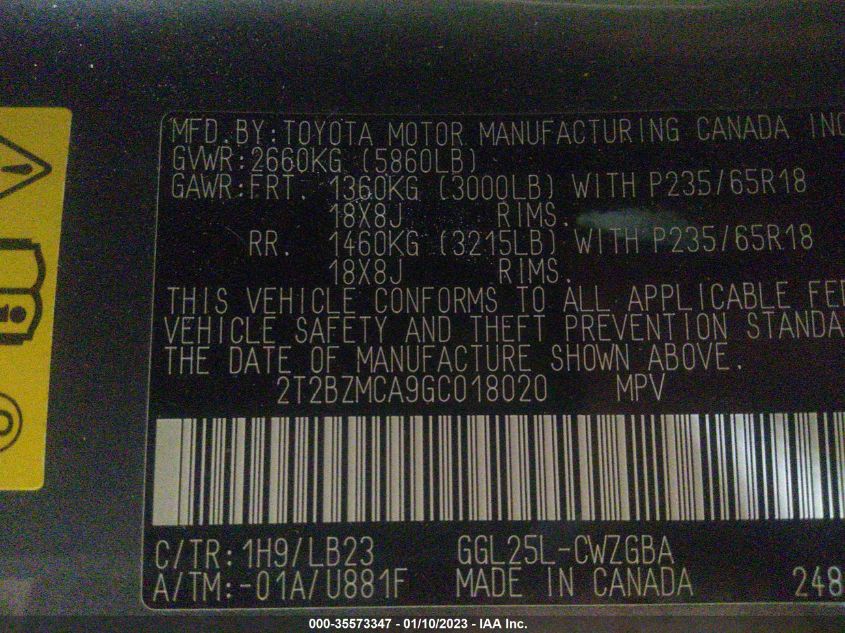 MFD.BY:TOYOTA MOTOR MANUFACTURING CANADA INC
GVWR:2660KG (5860LB)
GAWR:FRT. 1360KG (3000LB) WITH P235/65R18
18X8J RIMS.
RR. 1460KG (3215LB) WITH P235/65R18
18X8J RIMS.
THIS VEHICLE CONFORMS TO ALL APPLICABLE FED
VEHICLE SAFETY AND THEFT PREVENTION STANDA
THE DATE OF MANUFACTURE SHOWN ABOVE.
2T2BZMCA9GC018020 MPV
C/TR:1H9/LB23 GGL25L-CWZGBA
A/TM:-01A/U881F MADE IN CANADA 248
000-35573347 - 01/10/2023 - IAA Inc.